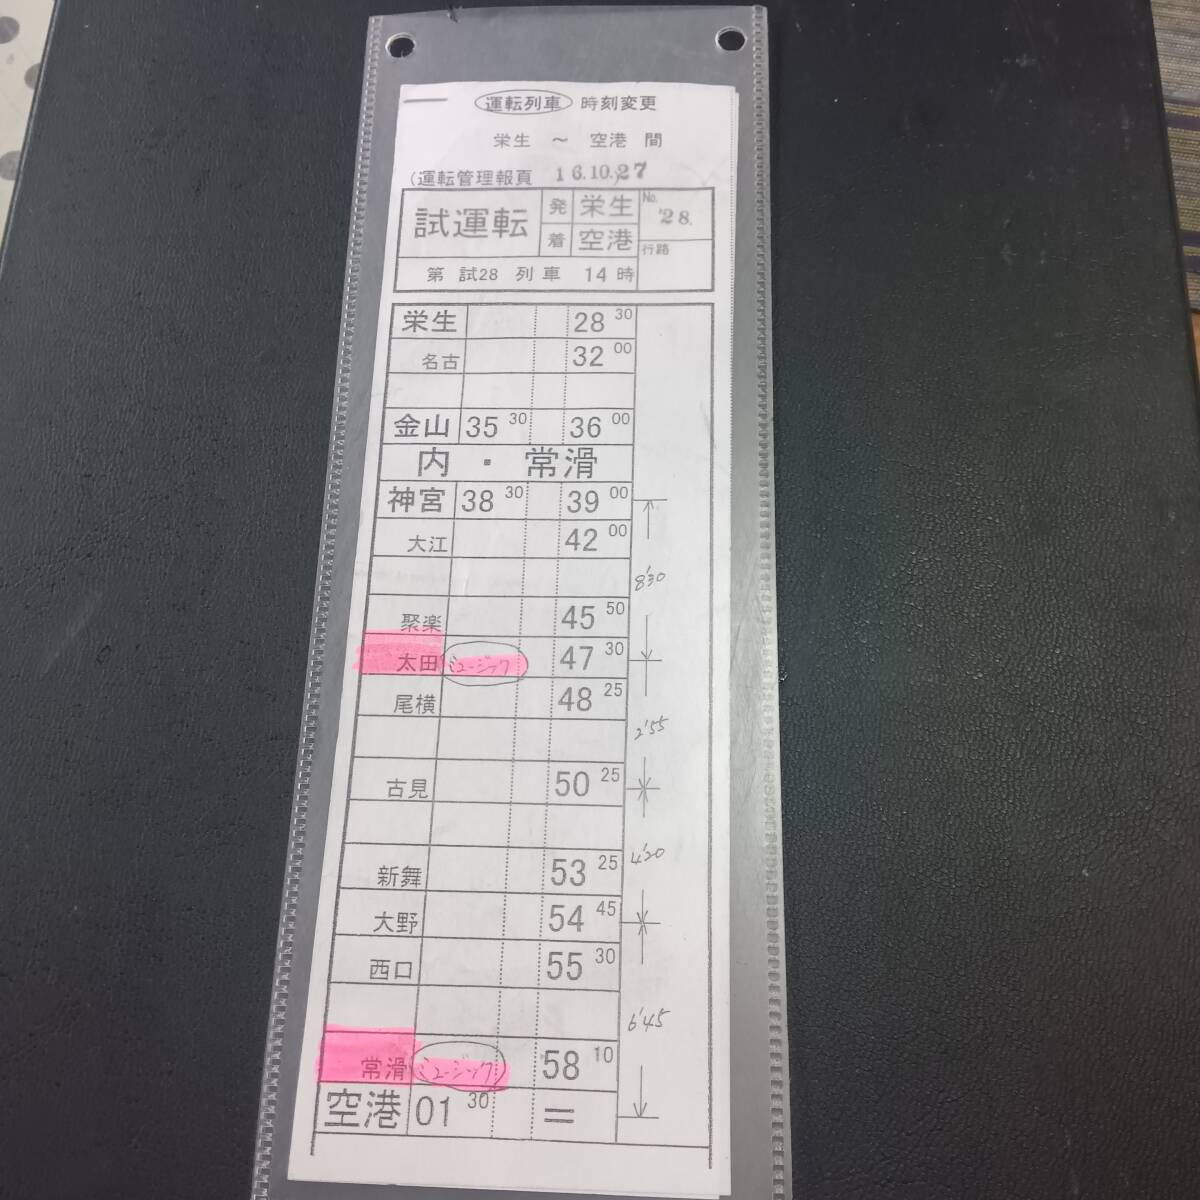 運転列車 時刻変更
栄生 ~ 空港 間
(運転管理報頁 16.10.27
試運転 発 栄生 No. '28.
着 空港 行路
第 試28 列車 14時
栄生 28 30
名古 32 00
金山 35 30 36 00
内・常滑
神宮 38 30 39 00
大江 42 00
8'30
聚楽 45 50
太田 ミュージック 47 30
尾横 48 25
2'55
古見 50 25
4'20
新舞 53 25
大野 54 45
西口 55 30
6'45
常滑 ミュージック 58 10
空港 01 30 =